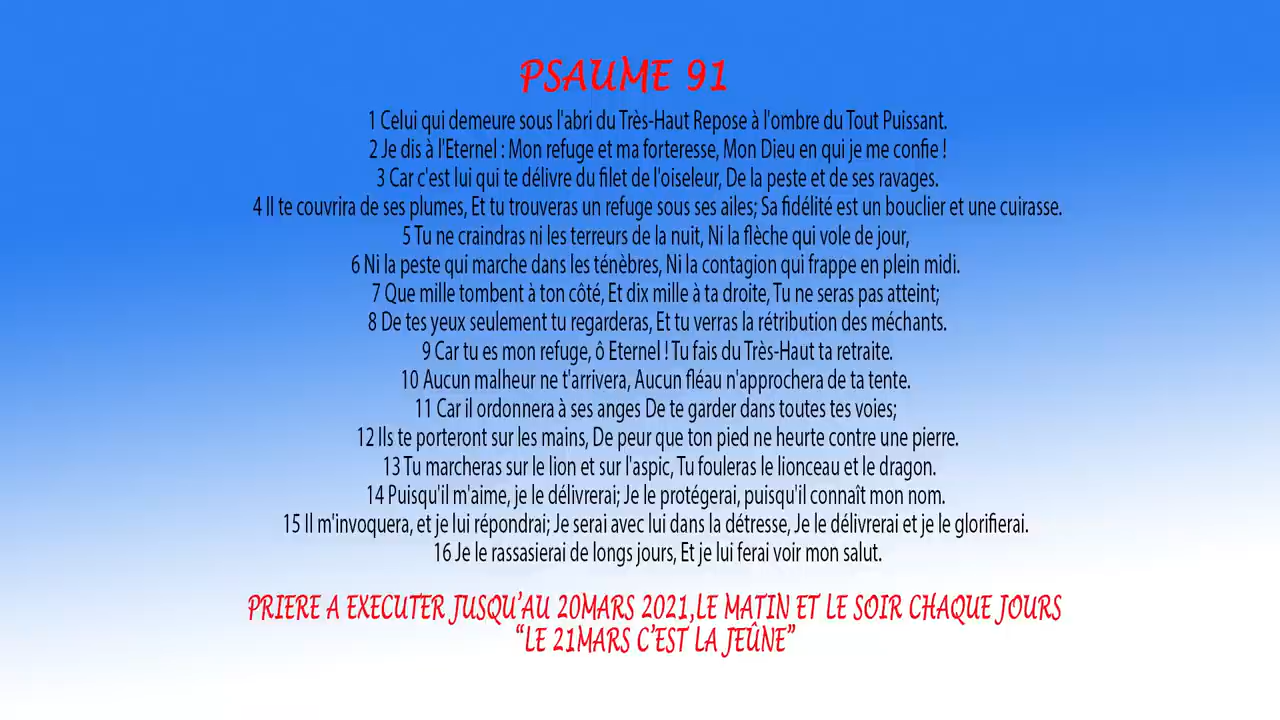 PSAUME 91
1 Celui qui demeure sous l'abri du Très-Haut Repose à l'ombre du Tout Puissant.
2 Je dis à l'Eternel : Mon refuge et ma forteresse, Mon Dieu en qui je me confie !
3 Car c'est lui qui te délivre du filet de l'oiseleur, De la peste et de ses ravages.
4 Il te couvrira de ses plumes, Et tu trouveras un refuge sous ses ailes; Sa fidélité est un bouclier et une cuirasse.
5 Tu ne craindras ni les terreurs de la nuit, Ni la flèche qui vole de jour,
6 Ni la peste qui marche dans les ténèbres, Ni la contagion qui frappe en plein midi.
7 Que mille tombent à ton côté, Et dix mille à ta droite, Tu ne seras pas atteint;
8 De tes yeux seulement tu regarderas, Et tu verras la rétribution des méchants.
9 Car tu es mon refuge, ô Eternel ! Tu fais du Très-Haut ta retraite.
10 Aucun malheur ne t'arrivera, Aucun fléau n'approchera de ta tente.
11 Car il ordonnera à ses anges De te garder dans toutes tes voies;
12 Ils te porteront sur les mains, De peur que ton pied ne heurte contre une pierre.
13 Tu marcheras sur le lion et sur l'aspic, Tu fouleras le lionceau et le dragon.
14 Puisqu'il m'aime, je le délivrerai; Je le protégerai, puisqu'il connaît mon nom.
15 Il m'invoquera, et je lui répondrai; Je serai avec lui dans la détresse, Je le délivrerai et je le glorifierai.
16 Je le rassasierai de longs jours, Et je lui ferai voir mon salut.
PRIERE A EXECUTER JUSQU’AU 20MARS 2021,LE MATIN ET LE SOIR CHAQUE JOURS
“LE 21MARS C’EST LA JEÛNE”